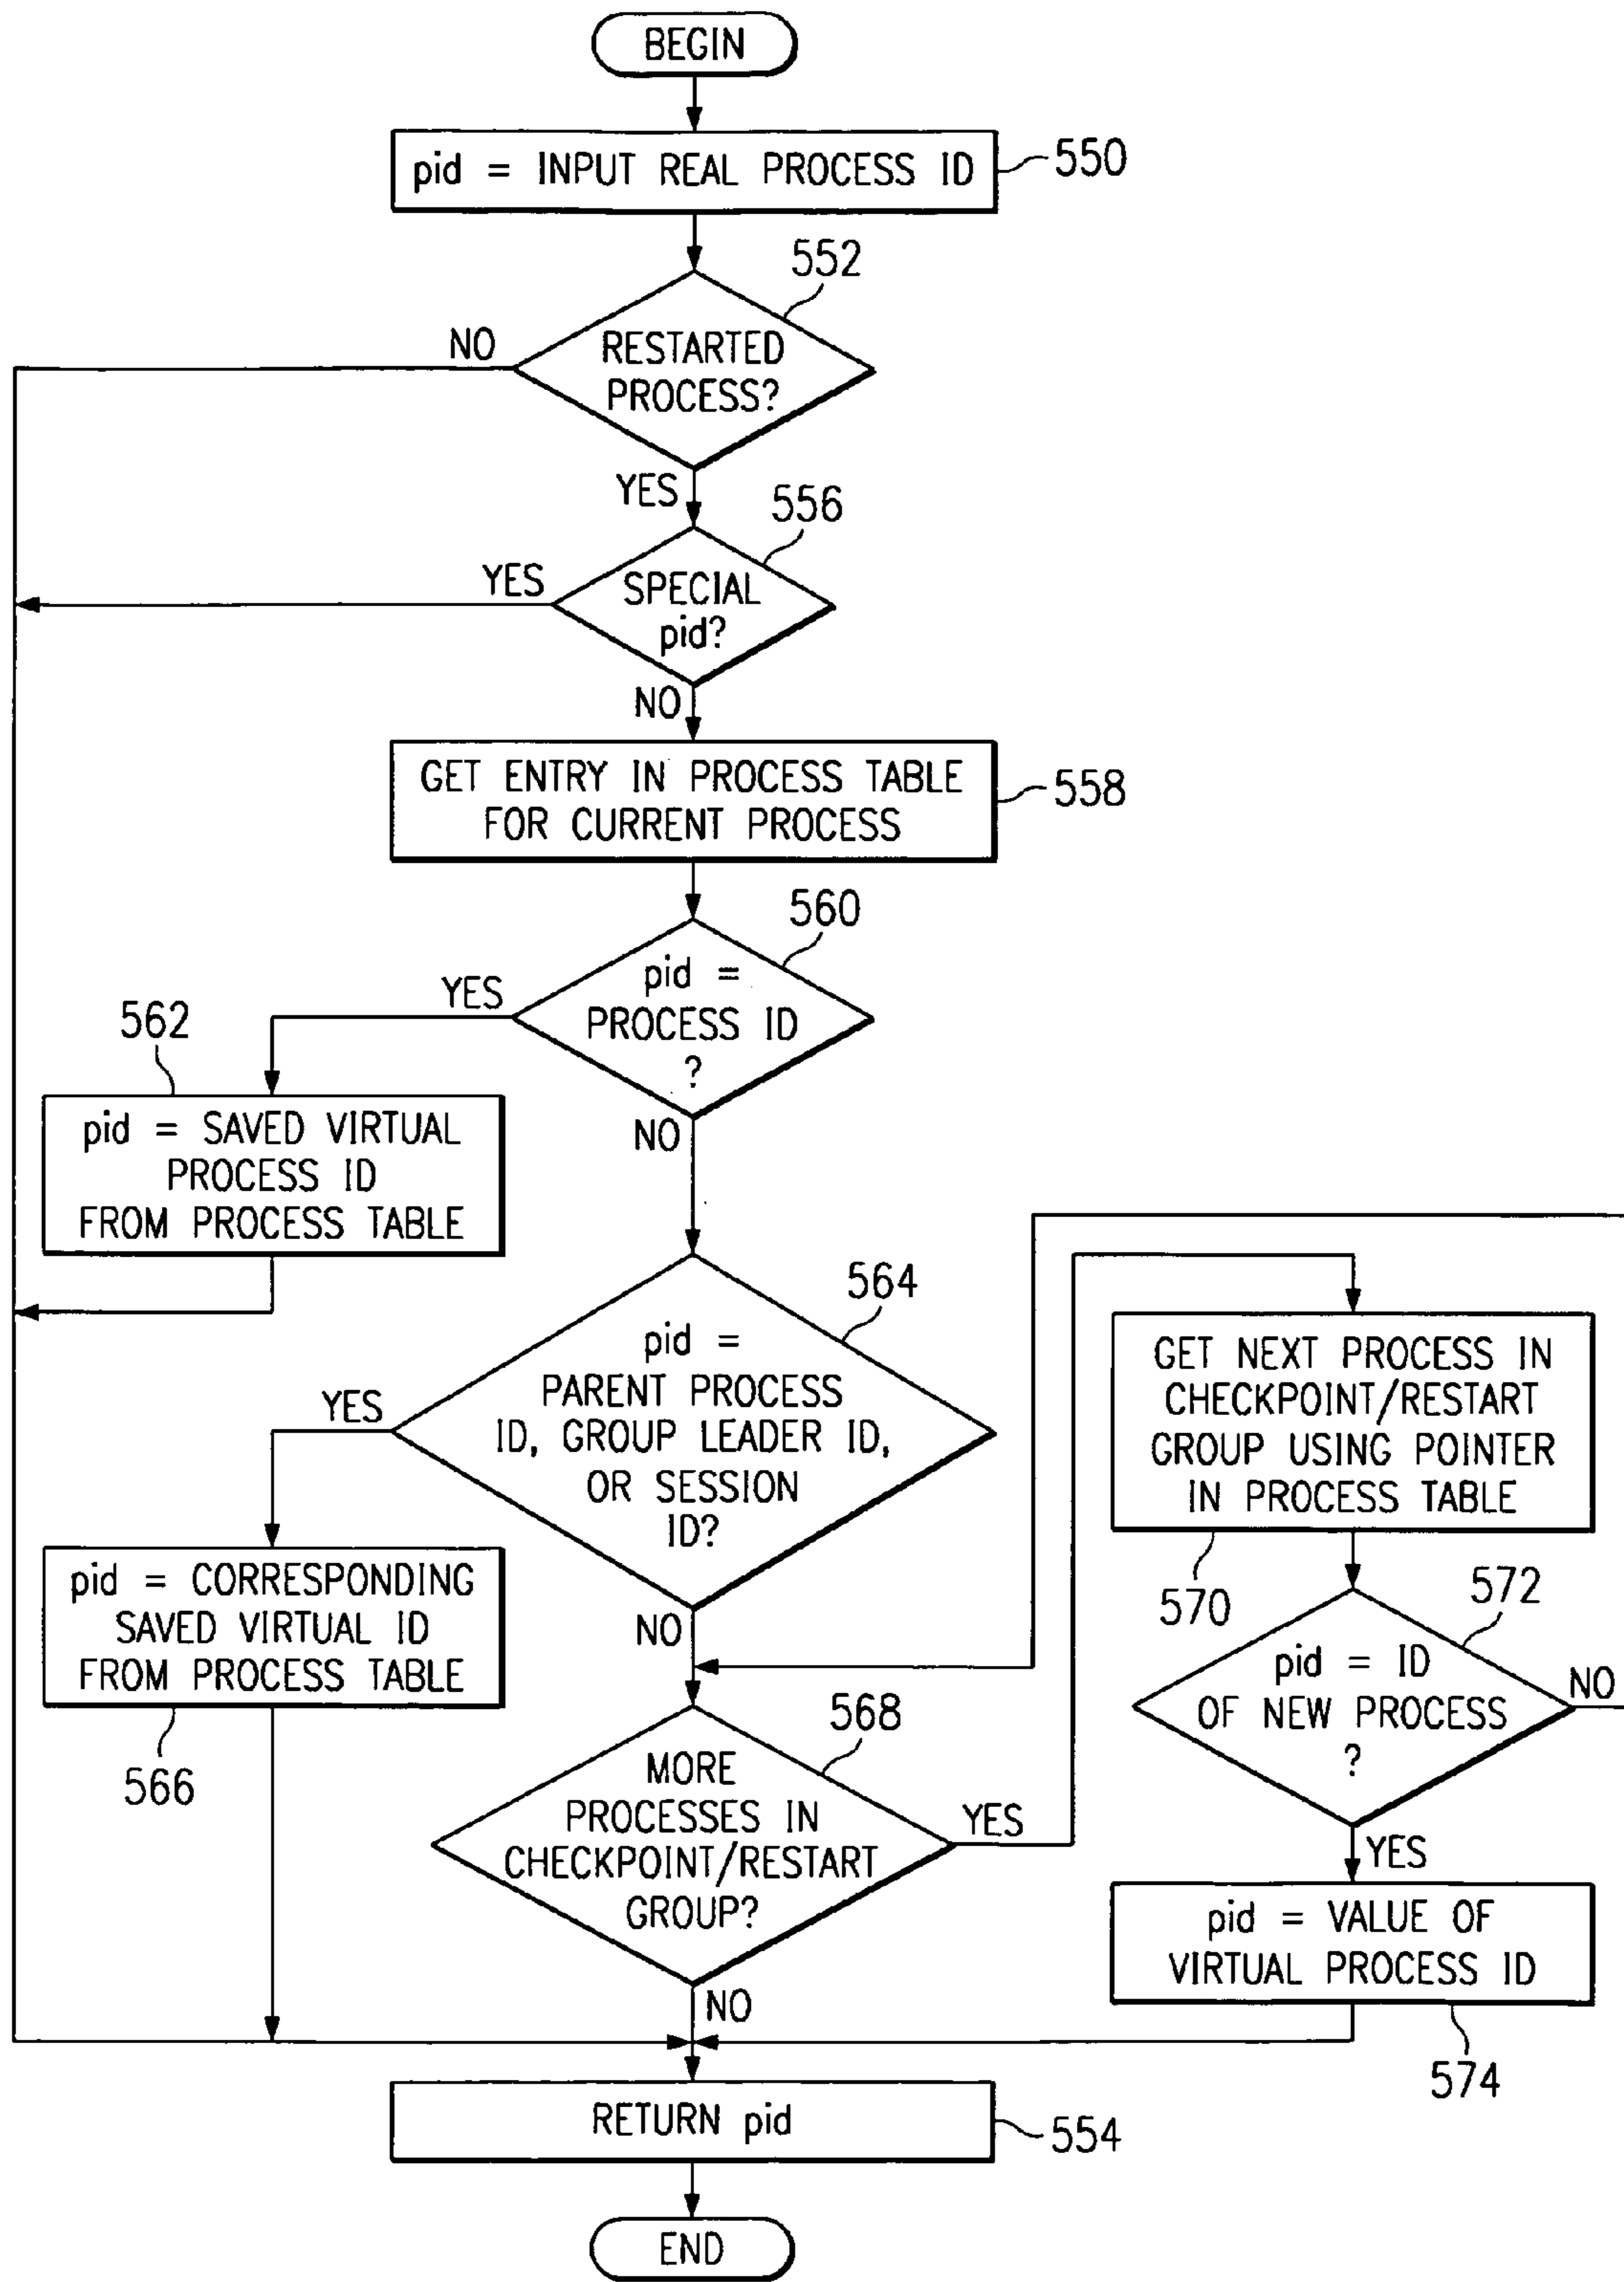 BEGIN
pid = INPUT REAL PROCESS ID
550
552
NO
RESTARTED
PROCESS?
YES
556
YES
SPECIAL
pid?
NO
GET ENTRY IN PROCESS TABLE
FOR CURRENT PROCESS
558
560
YES
pid =
PROCESS ID
?
562
pid = SAVED VIRTUAL
PROCESS ID
FROM PROCESS TABLE
NO
564
YES
pid =
PARENT PROCESS
ID, GROUP LEADER ID,
OR SESSION
ID?
pid = CORRESPONDING
SAVED VIRTUAL ID
FROM PROCESS TABLE
566
NO
568
MORE
PROCESSES IN
CHECKPOINT/RESTART
GROUP?
YES
NO
GET NEXT PROCESS IN
CHECKPOINT/RESTART
GROUP USING POINTER
IN PROCESS TABLE
570
572
pid = ID
OF NEW PROCESS
?
NO
YES
pid = VALUE OF
VIRTUAL PROCESS ID
574
RETURN pid
554
END